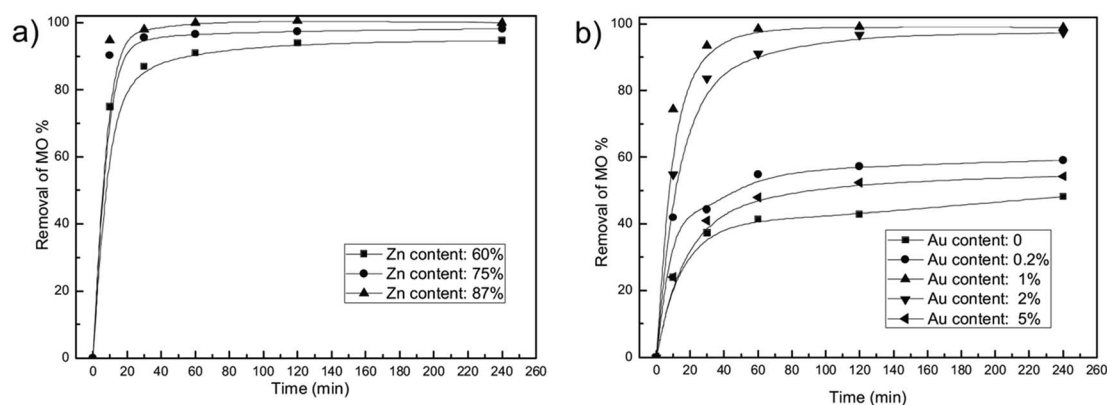 a)
Removal of MO %
100
80
60
40
20
0
Zn content: 60%
Zn content: 75%
Zn content: 87%
0 20 40 60 80 100 120 140 160 180 200 220 240 260
Time (min)
b)
Removal of MO %
100
80
60
40
20
0
Au content: 0
Au content: 0.2%
Au content: 1%
Au content: 2%
Au content: 5%
0 20 40 60 80 100 120 140 160 180 200 220 240 260
Time (min)